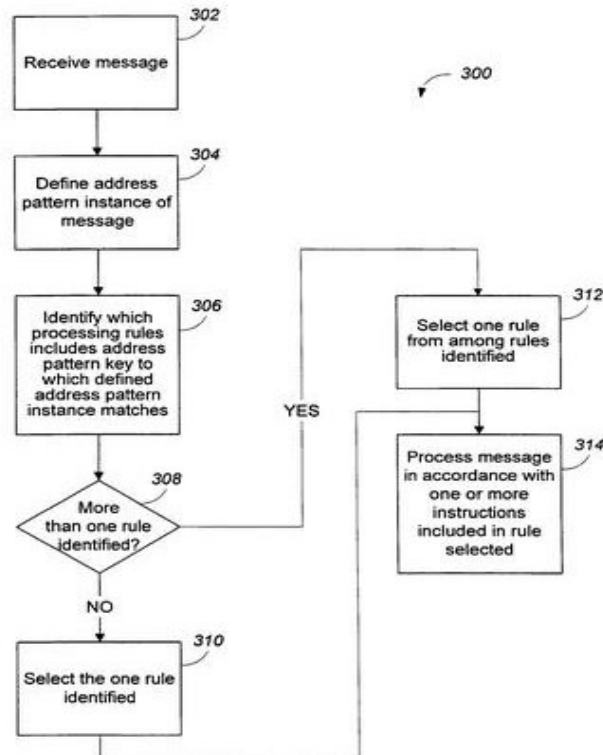 302
Receive message
300
304
Define address
pattern instance of
message
306
Identify which
processing rules
includes address
pattern key to
which defined
address pattern
instance matches
308
More
than one rule
identified?
YES
NO
310
Select the one rule
identified
312
Select one rule
from among rules
identified
314
Process message
in accordance with
one or more
instructions
included in rule
selected